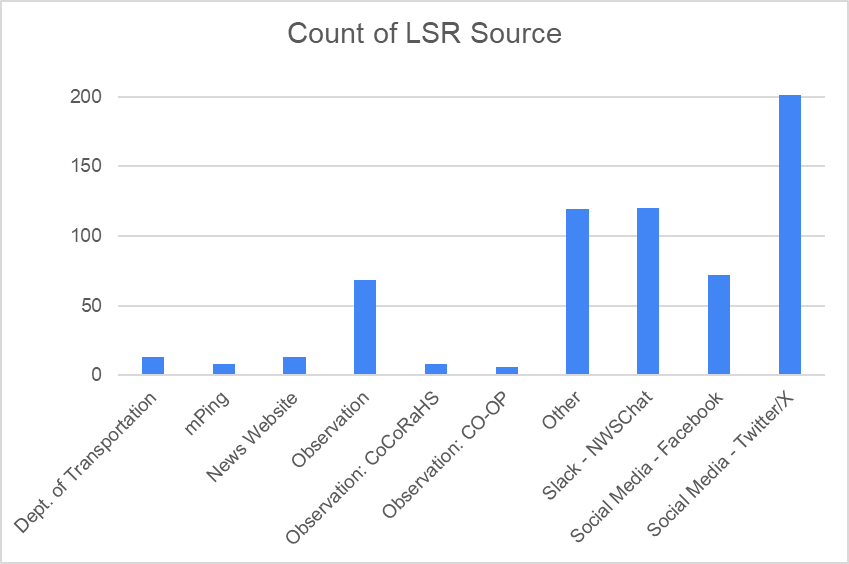 Count of LSR Source
200
150
100
50
0
Dept. of Transportation
mPing
News Website
Observation
Observation: CoCoRaHS
Observation: CO-OP
Other
Slack - NWSChat
Social Media - Facebook
Social Media - Twitter/X